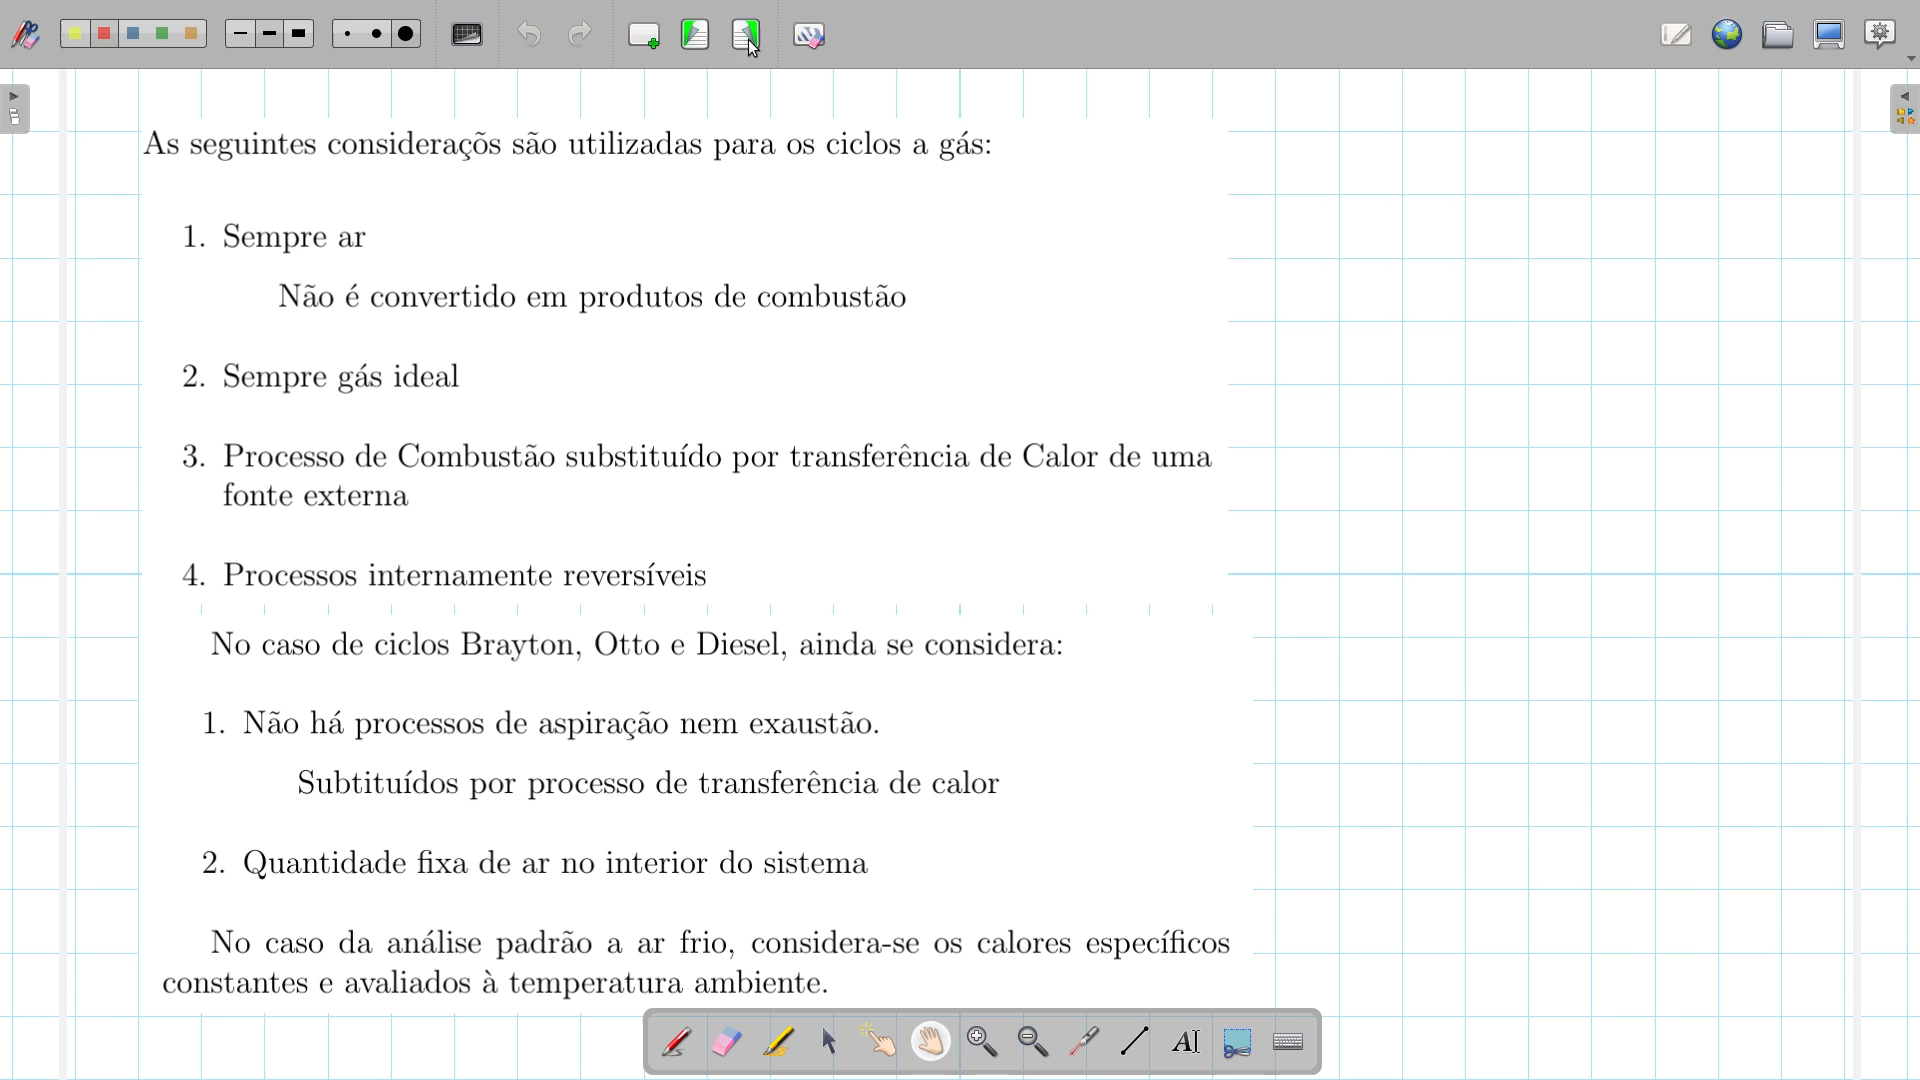 As seguintes consideraçõs são utilizadas para os ciclos a gás:
1. Sempre ar
Não é convertido em produtos de combustão
2. Sempre gás ideal
3. Processo de Combustão substituído por transferência de Calor de uma
fonte externa
4. Processos internamente reversíveis
No caso de ciclos Brayton, Otto e Diesel, ainda se considera:
1. Não há processos de aspiração nem exaustão.
Subtituídos por processo de transferência de calor
2. Quantidade fixa de ar no interior do sistema
No caso da análise padrão a ar frio, considera-se os calores específicos
constantes e avaliados à temperatura ambiente.